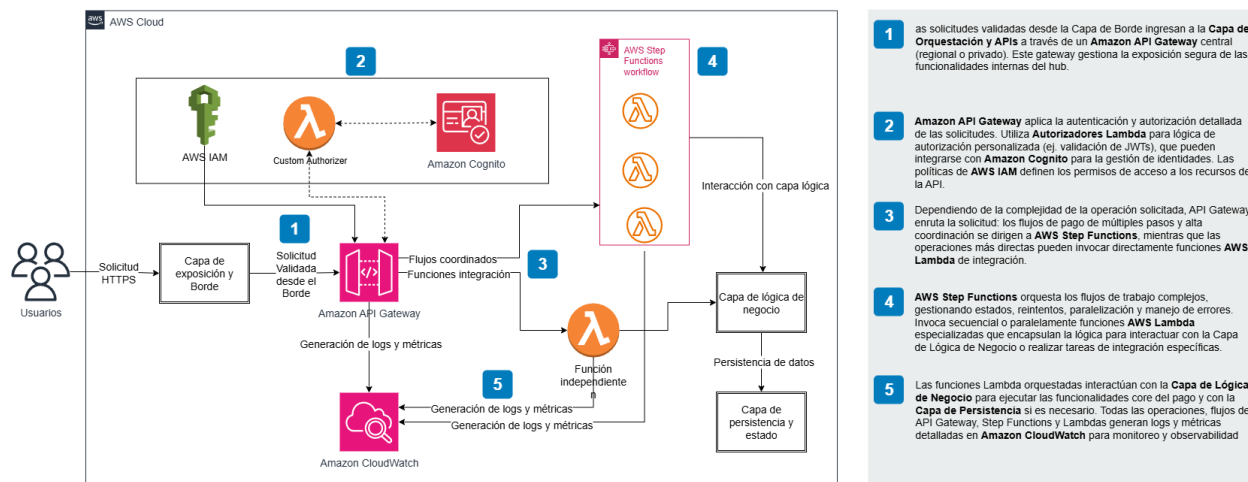 aws
AWS Cloud
2
AWS IAM
Custom Authorizer
Amazon Cognito
AWS Step
Functions
workflow
4
Interacción con capa lógica
1
Solicitud
HTTPS
Usuarios
Capa de
exposición y
Borde
Solicitud
Validada
desde el
Borde
Amazon API Gateway
Flujos coordinados
Funciones integración
3
Generación de logs y métricas
Función
independiente
n
Capa de lógica de
negocio
Persistencia de datos
Capa de
persistencia y
estado
5
Generación de logs y métricas
Generación de logs y métricas
Amazon CloudWatch
1
as solicitudes validadas desde la Capa de Borde ingresan a la Capa de
Orquestación y APIs a través de un Amazon API Gateway central
(regional o privado). Este gateway gestiona la exposición segura de las
funcionalidades internas del hub.
2
Amazon API Gateway aplica la autenticación y autorización detallada
de las solicitudes. Utiliza Autorizadores Lambda para lógica de
autorización personalizada (ej. validación de JWTs), que pueden
integrarse con Amazon Cognito para la gestión de identidades. Las
políticas de AWS IAM definen los permisos de acceso a los recursos de
la API.
3
Dependiendo de la complejidad de la operación solicitada, API Gateway
enruta la solicitud: los flujos de pago de múltiples pasos y alta
coordinación se dirigen a AWS Step Functions, mientras que las
operaciones más directas pueden invocar directamente funciones AWS
Lambda de integración.
4
AWS Step Functions orquesta los flujos de trabajo complejos,
gestionando estados, reintentos, paralelización y manejo de errores.
Invoca secuencial o paralelamente funciones AWS Lambda
especializadas que encapsulan la lógica para interactuar con la Capa
de Lógica de Negocio o realizar tareas de integración específicas.
5
Las funciones Lambda orquestadas interactúan con la Capa de Lógica
de Negocio para ejecutar las funcionalidades core del pago y con la
Capa de Persistencia si es necesario. Todas las operaciones, flujos de
API Gateway, Step Functions y Lambdas generan logs y métricas
detalladas en Amazon CloudWatch para monitoreo y observabilidad